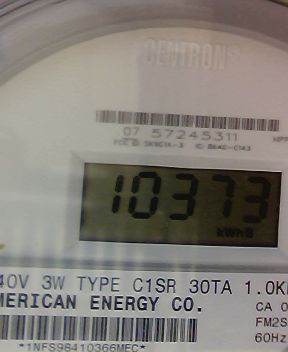 CENTRON®
07 57245311
10373
kWhB
40V 3W TYPE C1SR 30TA 1.0K
MERICAN ENERGY CO.
CA 0
FM2S
60Hz
*1NFS98410366MEC*